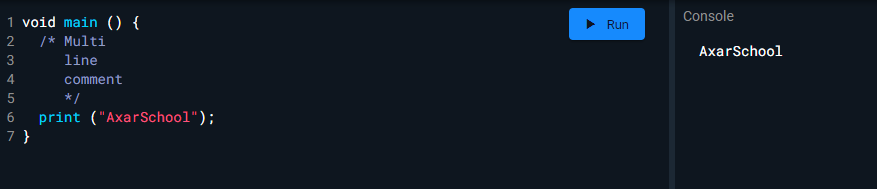 1 void main () {
2   /* Multi
3      line
4      comment
5      */
6   print ("AxarSchool");
7 }
Run
Console
AxarSchool